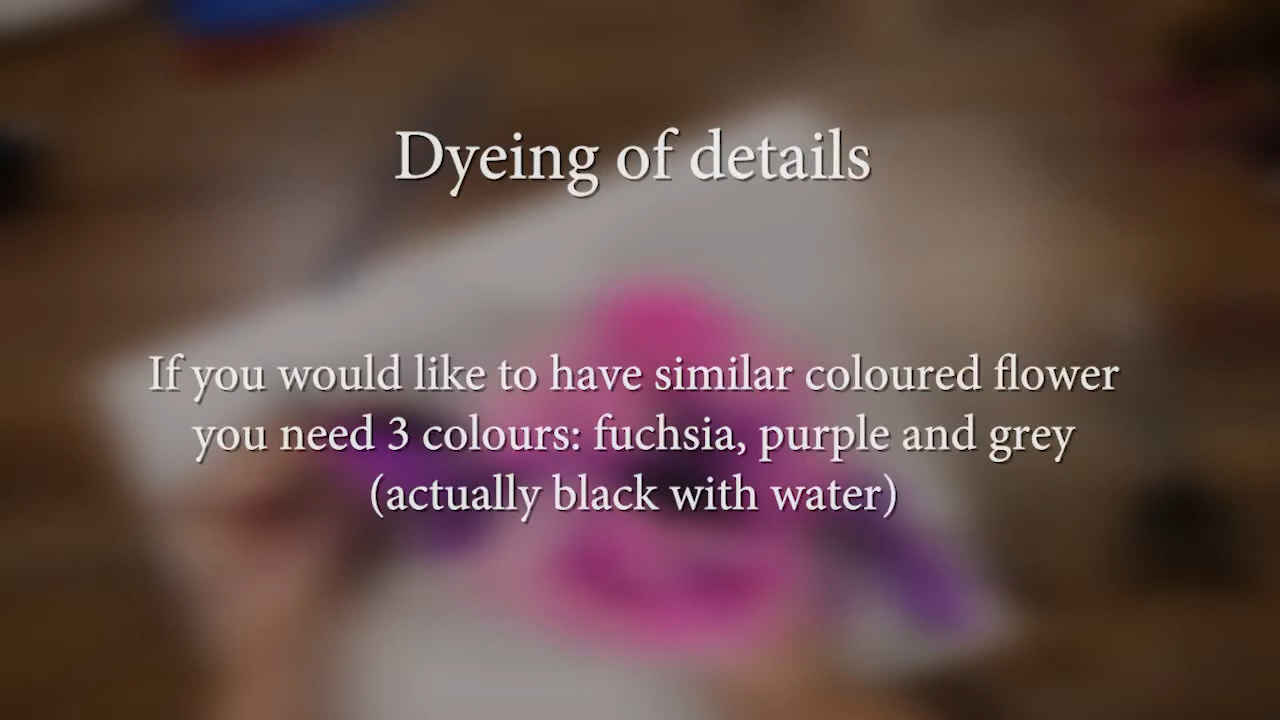 Dyeing of details
If you would like to have similar coloured flower
you need 3 colours: fuchsia, purple and grey
(actually black with water)